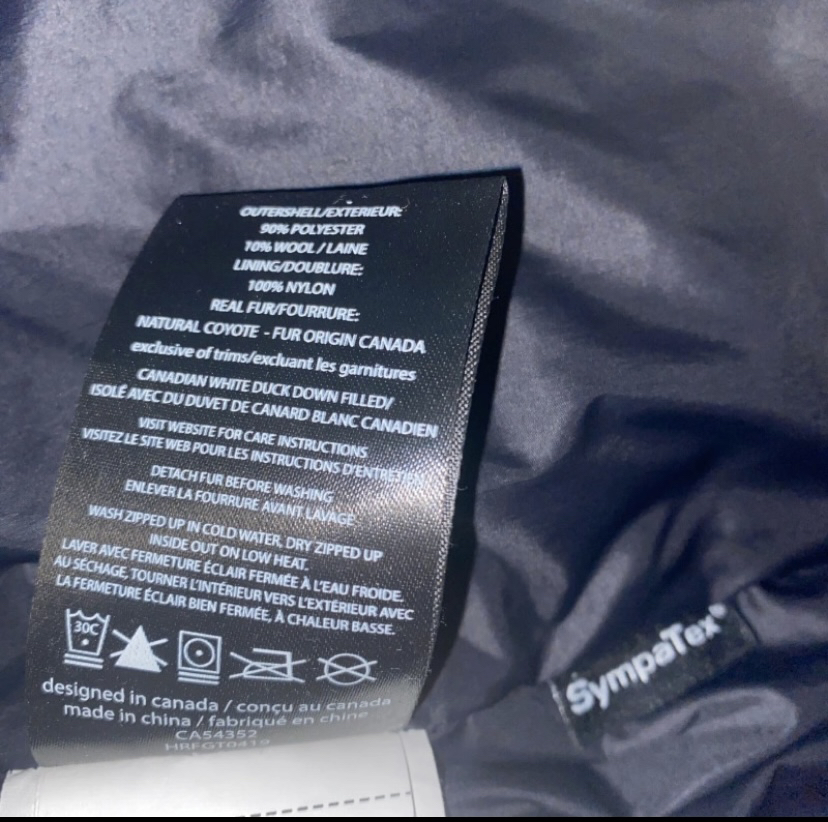 OUTERSHELL/EXTERIEUR:
90% POLYESTER
10% WOOL / LAINE
LINING/DOUBLURE:
100% NYLON
REAL FUR/FOURRURE:
NATURAL COYOTE - FUR ORIGIN CANADA
exclusive of trims/excluant les garnitures
CANADIAN WHITE DUCK DOWN FILLED/
ISOLÉ AVEC DU DUVET DE CANARD BLANC CANADIEN
VISIT WEBSITE FOR CARE INSTRUCTIONS
VISITEZ LE SITE WEB POUR LES INSTRUCTIONS D'ENTRETIEN
DETACH FUR BEFORE WASHING
ENLEVER LA FOURRURE AVANT LAVAGE
WASH ZIPPED UP IN COLD WATER. DRY ZIPPED UP
INSIDE OUT ON LOW HEAT.
LAVER AVEC FERMETURE ÉCLAIR FERMÉE À L'EAU FROIDE.
AU SÉCHAGE, TOURNER L'INTÉRIEUR VERS L'EXTÉRIEUR AVEC
LA FERMETURE ÉCLAIR BIEN FERMÉE, À CHALEUR BASSE.
30C
designed in canada / conçu au canada
made in china / fabriqué en chine
CA54352
HRFGT0419
SympaTex®